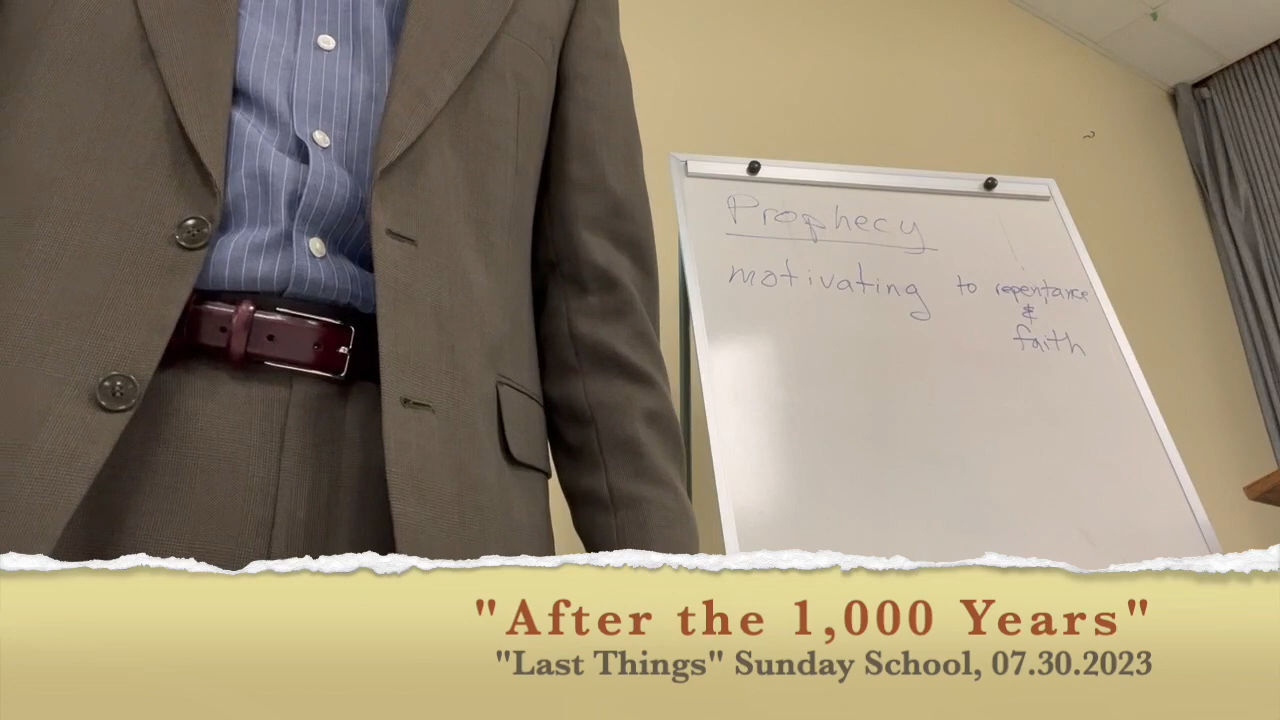 Prophecy
motivating to repentance
&
faith
"After the 1,000 Years"
"Last Things" Sunday School, 07.30.2023